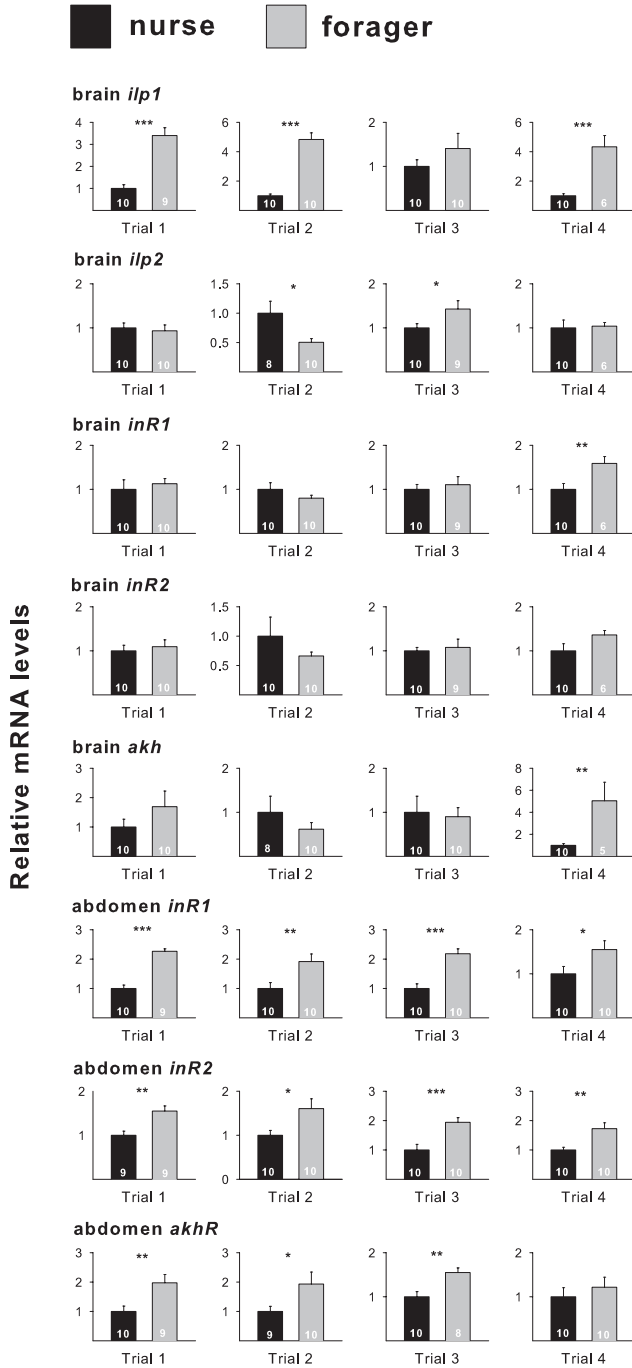 nurse forager
brain ilp1
*** *** ***
4 3 2 1 6 4 2 2 1 6 4 2
10 9 10 10 10 10 10 6
Trial 1 Trial 2 Trial 3 Trial 4
brain ilp2
* *
2 1 1.5 1.0 0.5 2 1 2 1
10 10 8 10 10 9 10 6
Trial 1 Trial 2 Trial 3 Trial 4
brain inR1
**
2 1 2 1 2 1 2 1
10 10 10 10 10 9 10 6
Trial 1 Trial 2 Trial 3 Trial 4
brain inR2
2 1 1.5 1.0 0.5 2 1 2 1
10 10 10 10 10 9 10 6
Trial 1 Trial 2 Trial 3 Trial 4
Relative mRNA levels
brain akh
**
3 2 1 2 1 2 1 8 6 4 2
10 10 8 10 10 10 10 5
Trial 1 Trial 2 Trial 3 Trial 4
abdomen inR1
*** ** *** *
3 2 1 3 2 1 3 2 1 2 1
10 9 10 10 10 10 10 10
Trial 1 Trial 2 Trial 3 Trial 4
abdomen inR2
** * *** **
2 1 2 1 0 3 2 1 3 2 1
9 9 10 10 10 10 10 10
Trial 1 Trial 2 Trial 3 Trial 4
abdomen akhR
** * **
3 2 1 3 2 1 2 1 2 1
10 9 9 10 10 8 10 10
Trial 1 Trial 2 Trial 3 Trial 4